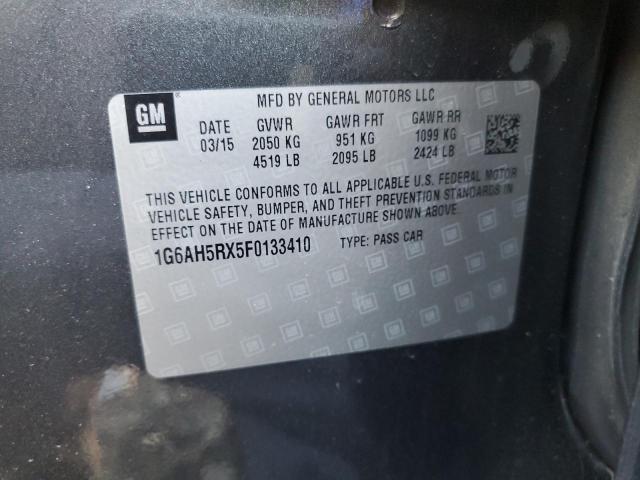 GM
MFD BY GENERAL MOTORS LLC
DATE GVWR GAWR FRT GAWR RR
03/15 2050 KG 951 KG 1099 KG
4519 LB 2095 LB 2424 LB
THIS VEHICLE CONFORMS TO ALL APPLICABLE U.S. FEDERAL MOTOR
VEHICLE SAFETY, BUMPER, AND THEFT PREVENTION STANDARDS IN
EFFECT ON THE DATE OF MANUFACTURE SHOWN ABOVE.
1G6AH5RX5F0133410 TYPE: PASS CAR